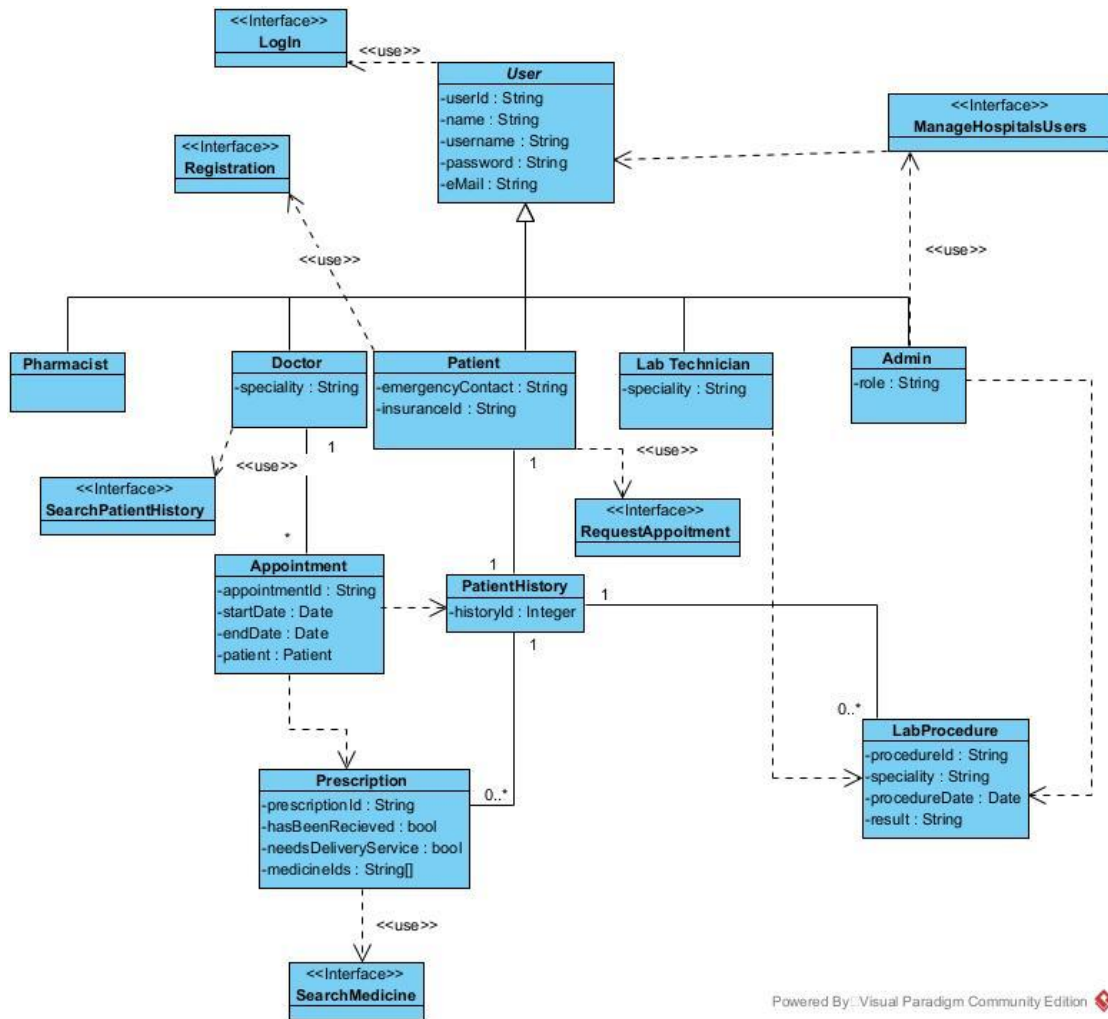 <<Interface>>
LogIn
<<use>>
User
-userId : String
-name : String
-username : String
-password : String
-eMail : String
<<Interface>>
ManageHospitalsUsers
<<Interface>>
Registration
<<use>>
<<use>>
Pharmacist
Doctor
-speciality : String
Patient
-emergencyContact : String
-insuranceId : String
Lab Technician
-speciality : String
Admin
-role : String
1
<<use>>
1
<<use>>
<<Interface>>
SearchPatientHistory
<<Interface>>
RequestAppoitment
*
1
Appointment
-appointmentId : String
-startDate : Date
-endDate : Date
-patient : Patient
PatientHistory
-historyId : Integer
1
1
0..*
LabProcedure
-procedureId : String
-speciality : String
-procedureDate : Date
-result : String
Prescription
-prescriptionId : String
-hasBeenRecieved : bool
-needsDeliveryService : bool
-medicineIds : String[]
0..*
<<use>>
<<Interface>>
SearchMedicine
Powered By Visual Paradigm Community Edition